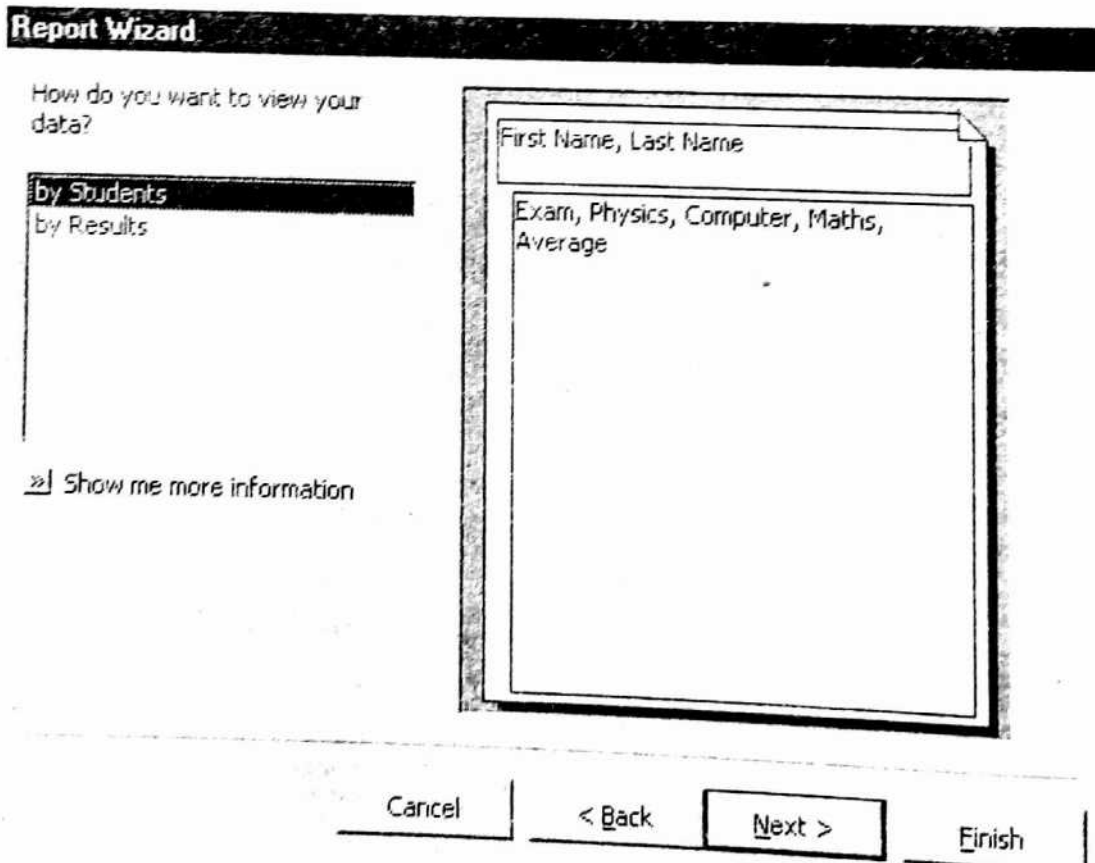 Report Wizard
How do you want to view your
data?
by Students
by Results
Show me more information
First Name, Last Name
Exam, Physics, Computer, Maths,
Average
Cancel
< Back
Next >
Finish